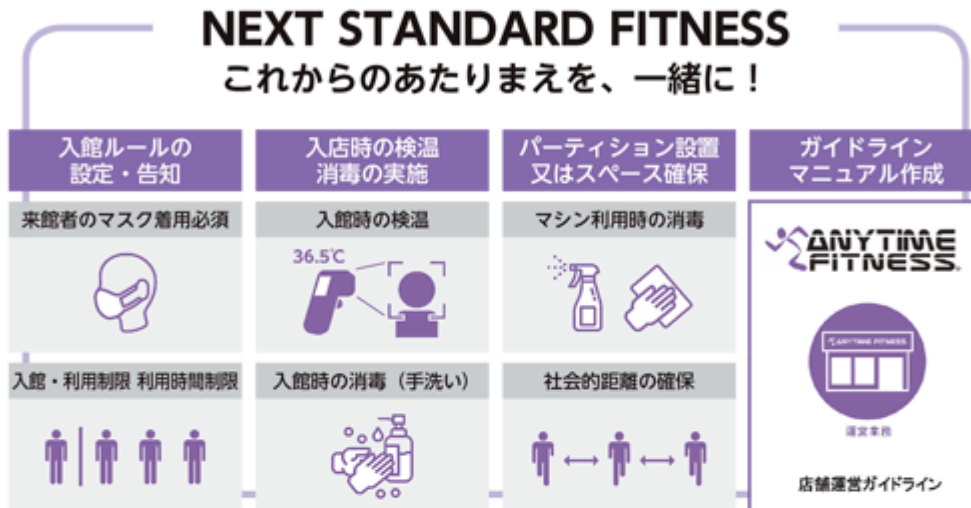 NEXT STANDARD FITNESS
これからのあたりまえを、一緒に！
入館ルールの
設定・告知
来館者のマスク着用必須
入館・利用制限 利用時間制限
入店時の検温
消毒の実施
入館時の検温
36.5℃
入館時の消毒（手洗い）
パーティション設置
又はスペース確保
マシン利用時の消毒
社会的距離の確保
ガイドライン
マニュアル作成
ANYTIME
FITNESS®
ANYTIME FITNESS
運営業務
店舗運営ガイドライン